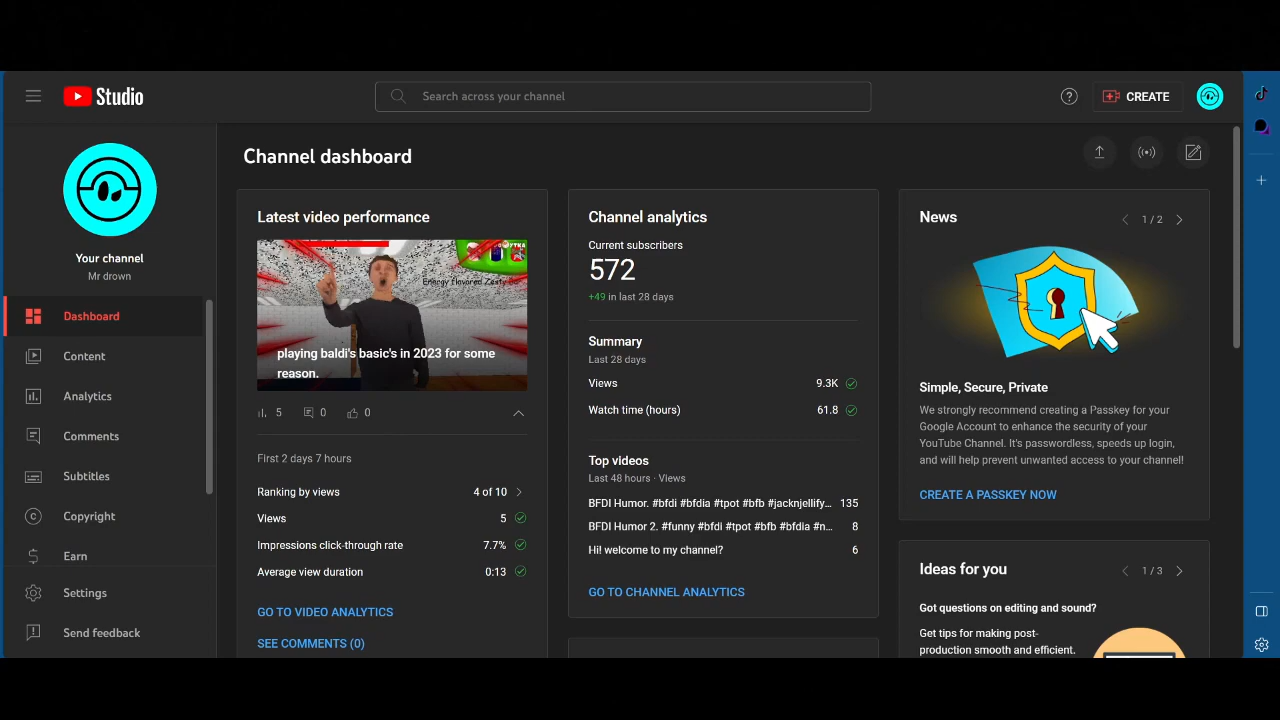 Studio
Search across your channel
CREATE
Your channel
Mr drown
Dashboard
Content
Analytics
Comments
Subtitles
Copyright
Earn
Settings
Send feedback
Channel dashboard
Latest video performance
Energy flavored Zesty
playing baldi's basic's in 2023 for some
reason.
5 0 0
First 2 days 7 hours
Ranking by views 4 of 10
Views 5
Impressions click-through rate 7.7%
Average view duration 0:13
GO TO VIDEO ANALYTICS
SEE COMMENTS (0)
Channel analytics
Current subscribers
572
+49 in last 28 days
Summary
Last 28 days
Views 9.3K
Watch time (hours) 61.8
Top videos
Last 48 hours · Views
BFDI Humor. #bfdi #bfdia #tpot #bfb #jacknjellify... 135
BFDI Humor 2. #funny #bfdi #tpot #bfb #bfdia #n... 8
Hi! welcome to my channel? 6
GO TO CHANNEL ANALYTICS
News
1 / 2
Simple, Secure, Private
We strongly recommend creating a Passkey for your
Google Account to enhance the security of your
YouTube Channel. It's passwordless, speeds up login,
and will help prevent unwanted access to your channel!
CREATE A PASSKEY NOW
Ideas for you
1 / 3
Got questions on editing and sound?
Get tips for making post-
production smooth and efficient.